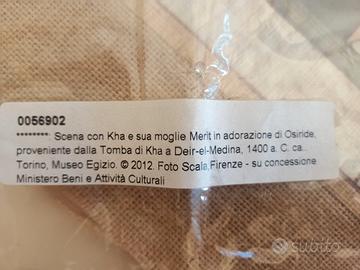 0056902
********: Scena con Kha e sua moglie Merit in adorazione di Osiride,
proveniente dalla Tomba di Kha a Deir-el-Medina, 1400 a. C. ca..
Torino, Museo Egizio. © 2012. Foto Scala,Firenze - su concessione
Ministero Beni e Attività Culturali
subito